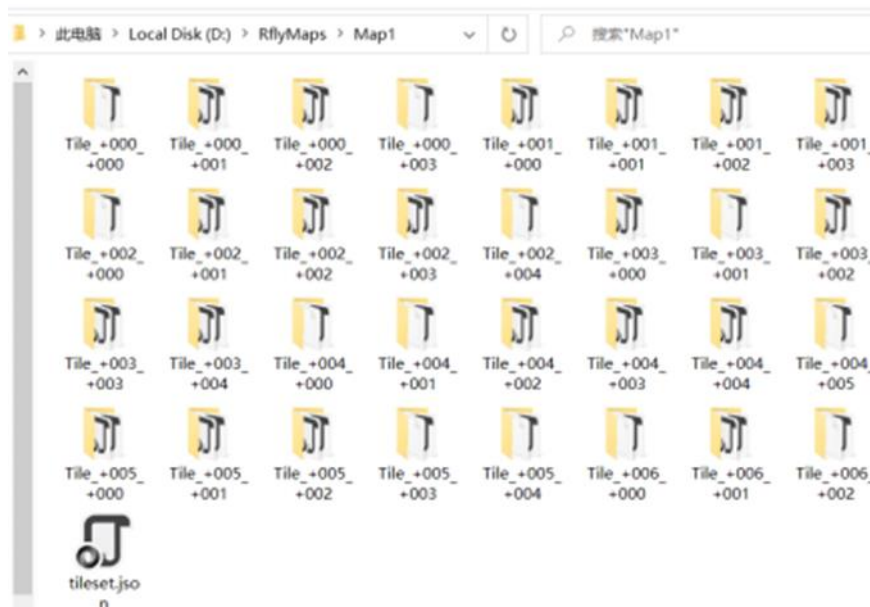 此电脑 > Local Disk (D:) > RflyMaps > Map1 搜索"Map1"
Tile_+000_ Tile_+000_ Tile_+000_ Tile_+000_ Tile_+001_ Tile_+001_ Tile_+001_ Tile_+001_
+000 +001 +002 +003 +000 +001 +002 +003
Tile_+002_ Tile_+002_ Tile_+002_ Tile_+002_ Tile_+002_ Tile_+003_ Tile_+003_ Tile_+003_
+000 +001 +002 +003 +004 +000 +001 +002
Tile_+003_ Tile_+003_ Tile_+004_ Tile_+004_ Tile_+004_ Tile_+004_ Tile_+004_ Tile_+004_
+003 +004 +000 +001 +002 +003 +004 +005
Tile_+005_ Tile_+005_ Tile_+005_ Tile_+005_ Tile_+005_ Tile_+006_ Tile_+006_ Tile_+006_
+000 +001 +002 +003 +004 +000 +001 +002
tileset.jso
n